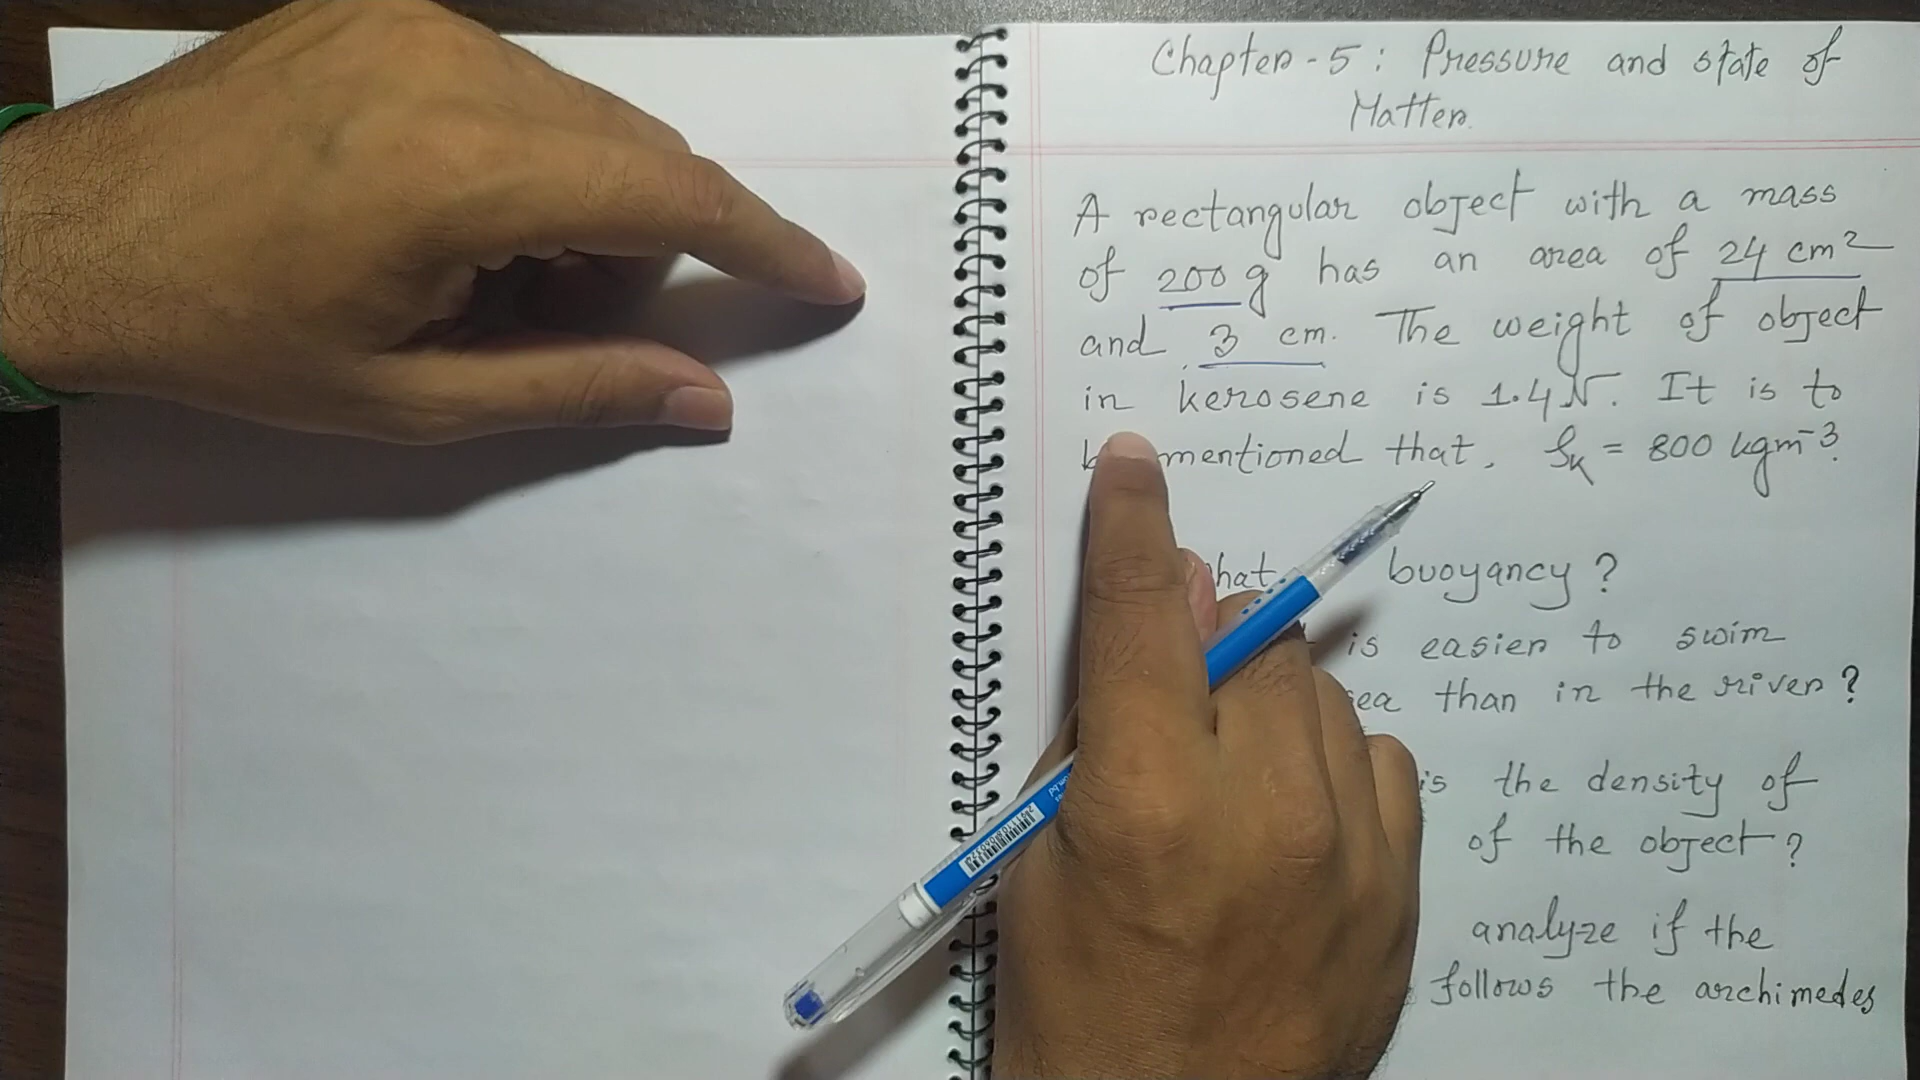 Chapter-5: Pressure and state of
Matter.
A rectangular object with a mass
of 200 g has an area of 24 cm²
and 3 cm. The weight of object
in kerosene is 1.4 N. It is to
mentioned that, ρk = 800 kgm⁻³.
buoyancy?
is easier to swim
than in the river?
is the density of
of the object?
analyze if the
follows the archimedes